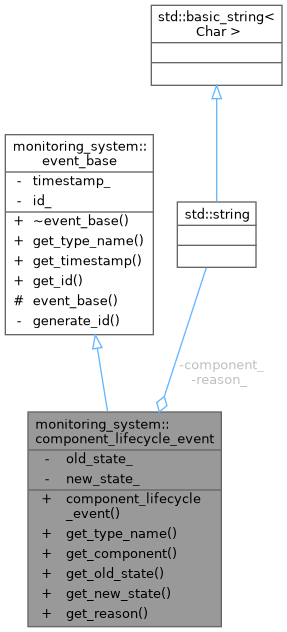 std::basic_string<
Char >
monitoring_system::
event_base
- timestamp_
- id_
+ ~event_base()
+ get_type_name()
+ get_timestamp()
+ get_id()
# event_base()
- generate_id()
std::string
-component_
-reason_
monitoring_system::
component_lifecycle_event
- old_state_
- new_state_
+ component_lifecycle
_event()
+ get_type_name()
+ get_component()
+ get_old_state()
+ get_new_state()
+ get_reason()